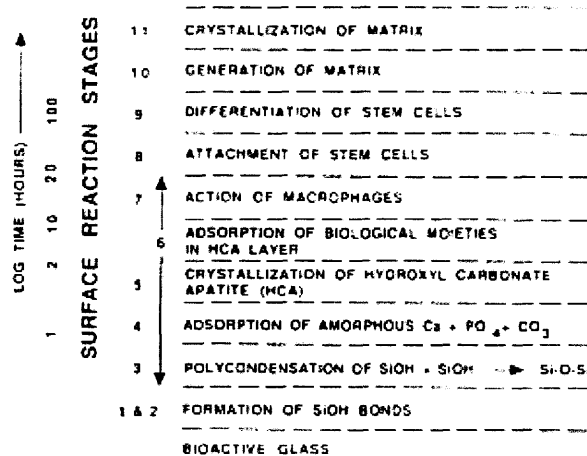 11 CRYSTALLIZATION OF MATRIX
10 GENERATION OF MATRIX
9 DIFFERENTIATION OF STEM CELLS
8 ATTACHMENT OF STEM CELLS
7 ACTION OF MACROPHAGES
6 ADSORPTION OF BIOLOGICAL MOIETIES
IN HCA LAYER
5 CRYSTALLIZATION OF HYDROXYL CARBONATE
APATITE (HCA)
4 ADSORPTION OF AMORPHOUS Ca + PO4 + CO3
3 POLYCONDENSATION OF SiOH + SiOH → Si-O-S
1 & 2 FORMATION OF SiOH BONDS
BIOACTIVE GLASS
LOG TIME (HOURS)
1 2 10 20 100
SURFACE REACTION STAGES